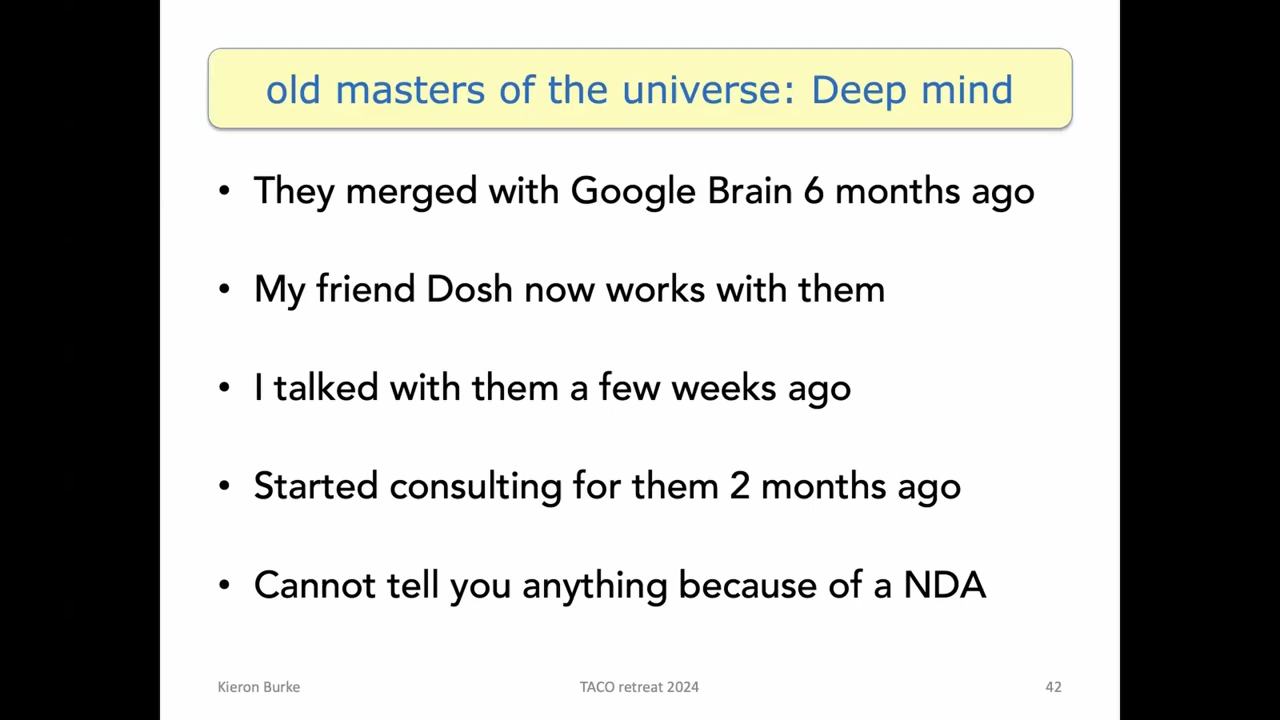 old masters of the universe: Deep mind
• They merged with Google Brain 6 months ago
• My friend Dosh now works with them
• I talked with them a few weeks ago
• Started consulting for them 2 months ago
• Cannot tell you anything because of a NDA
Kieron Burke TACO retreat 2024 42